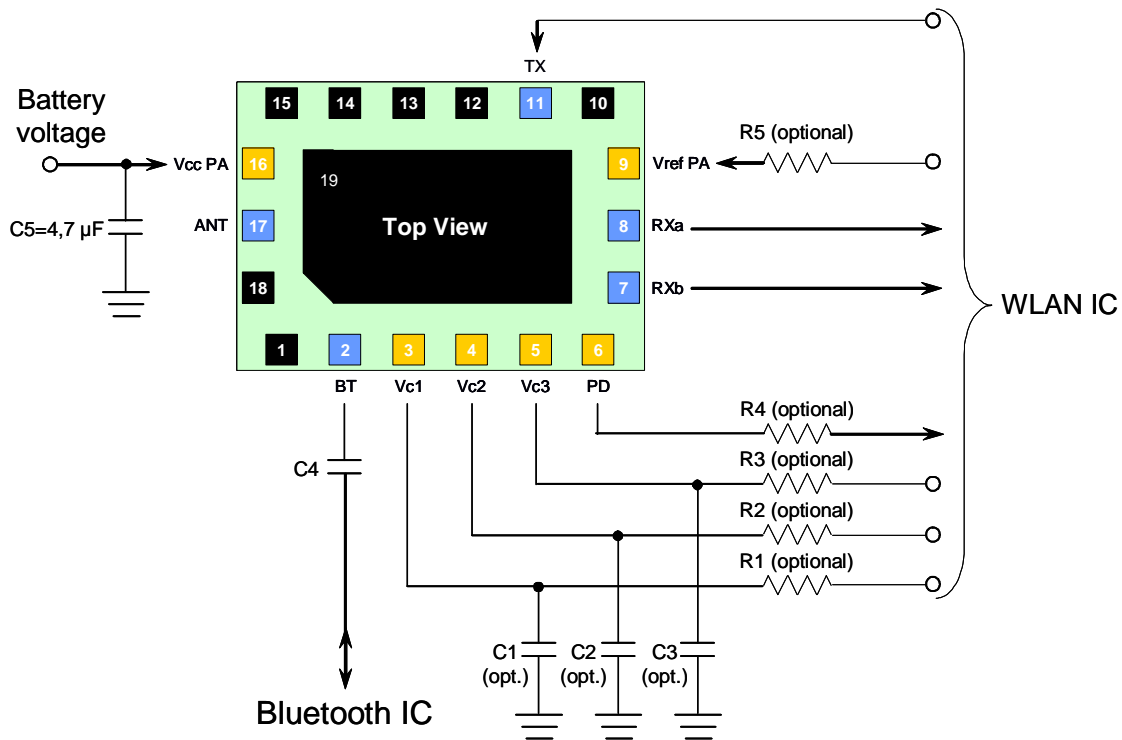 TX
15
14
13
12
11
10
Battery
voltage
R5 (optional)
Vcc PA
16
19
9
Vref PA
C5=4,7 µF
ANT
17
Top View
8
RXa
18
7
RXb
WLAN IC
1
2
3
4
5
6
BT
Vc1
Vc2
Vc3
PD
R4 (optional)
C4
R3 (optional)
R2 (optional)
R1 (optional)
C1
(opt.)
C2
(opt.)
C3
(opt.)
Bluetooth IC